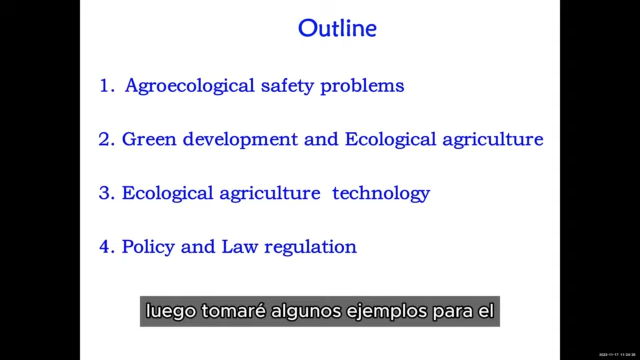 Outline
1. Agroecological safety problems
2. Green development and Ecological agriculture
3. Ecological agriculture technology
4. Policy and Law regulation
luego tomaré algunos ejemplos para el